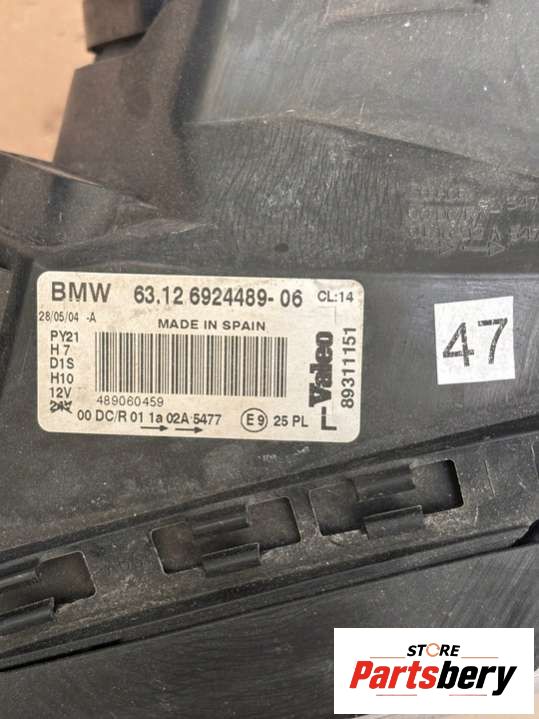 BMW 63.12 6924489-06 CL:14
28/05/04 -A
MADE IN SPAIN
PY21
H7
D1S
H10
12V
489060459
00 DC/R 01 1a 02A 5477 E9 25 PL
L Valeo
89311151
47
STORE
Partsbery